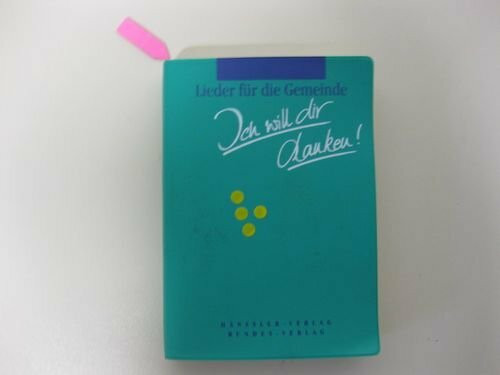 Lieder für die Gemeinde
Ich will dir
danken!
HÄNSSLER-VERLAG
BUNDES-VERLAG